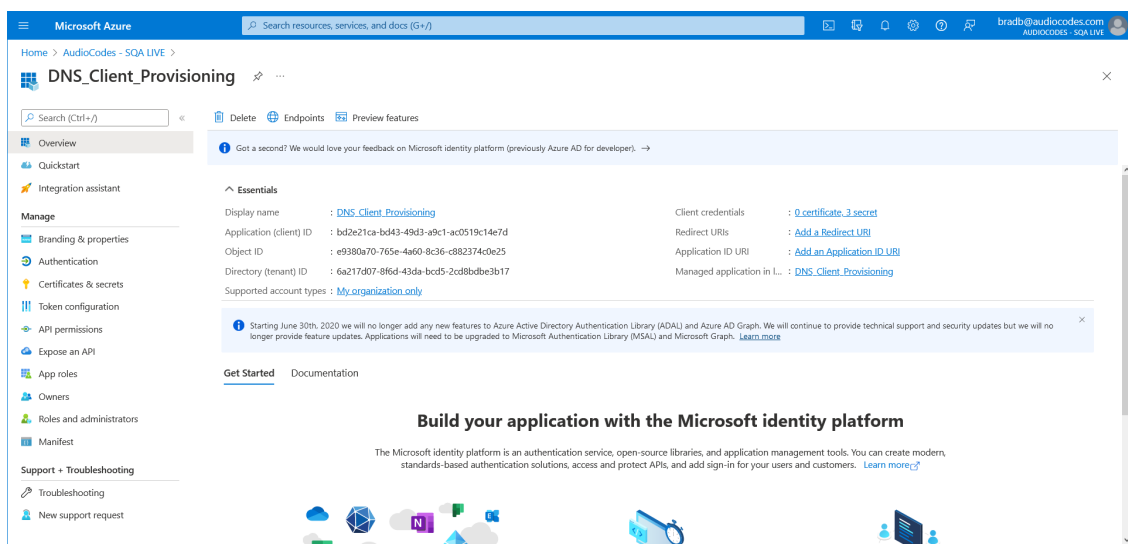 Microsoft Azure
Search resources, services, and docs (G+/)
bradb@audiocodes.com
AUDIOCODES - SQA LIVE
Home > AudioCodes - SQA LIVE >
DNS_Client_Provisioning ...
Search (Ctrl+/) «
Delete Endpoints Preview features
Overview
Quickstart
Integration assistant
Manage
Branding & properties
Authentication
Certificates & secrets
Token configuration
API permissions
Expose an API
App roles
Owners
Roles and administrators
Manifest
Support + Troubleshooting
Troubleshooting
New support request
Got a second? We would love your feedback on Microsoft identity platform (previously Azure AD for developer). →
Essentials
Display name : DNS_Client_Provisioning
Application (client) ID : bd2e21ca-bd43-49d3-a9c1-ac0519c14e7d
Object ID : e9380a70-765e-4a60-8c36-c882374c0e25
Directory (tenant) ID : 6a217d07-8f6d-43da-bcd5-2cd8bdbe3b17
Supported account types : My organization only
Client credentials : 0 certificate, 3 secret
Redirect URIs : Add a Redirect URI
Application ID URI : Add an Application ID URI
Managed application in l... : DNS_Client_Provisioning
Starting June 30th, 2020 we will no longer add any new features to Azure Active Directory Authentication Library (ADAL) and Azure AD Graph. We will continue to provide technical support and security updates but we will no
longer provide feature updates. Applications will need to be upgraded to Microsoft Authentication Library (MSAL) and Microsoft Graph. Learn more
Get Started Documentation
Build your application with the Microsoft identity platform
The Microsoft identity platform is an authentication service, open-source libraries, and application management tools. You can create modern,
standards-based authentication solutions, access and protect APIs, and add sign-in for your users and customers. Learn more
N